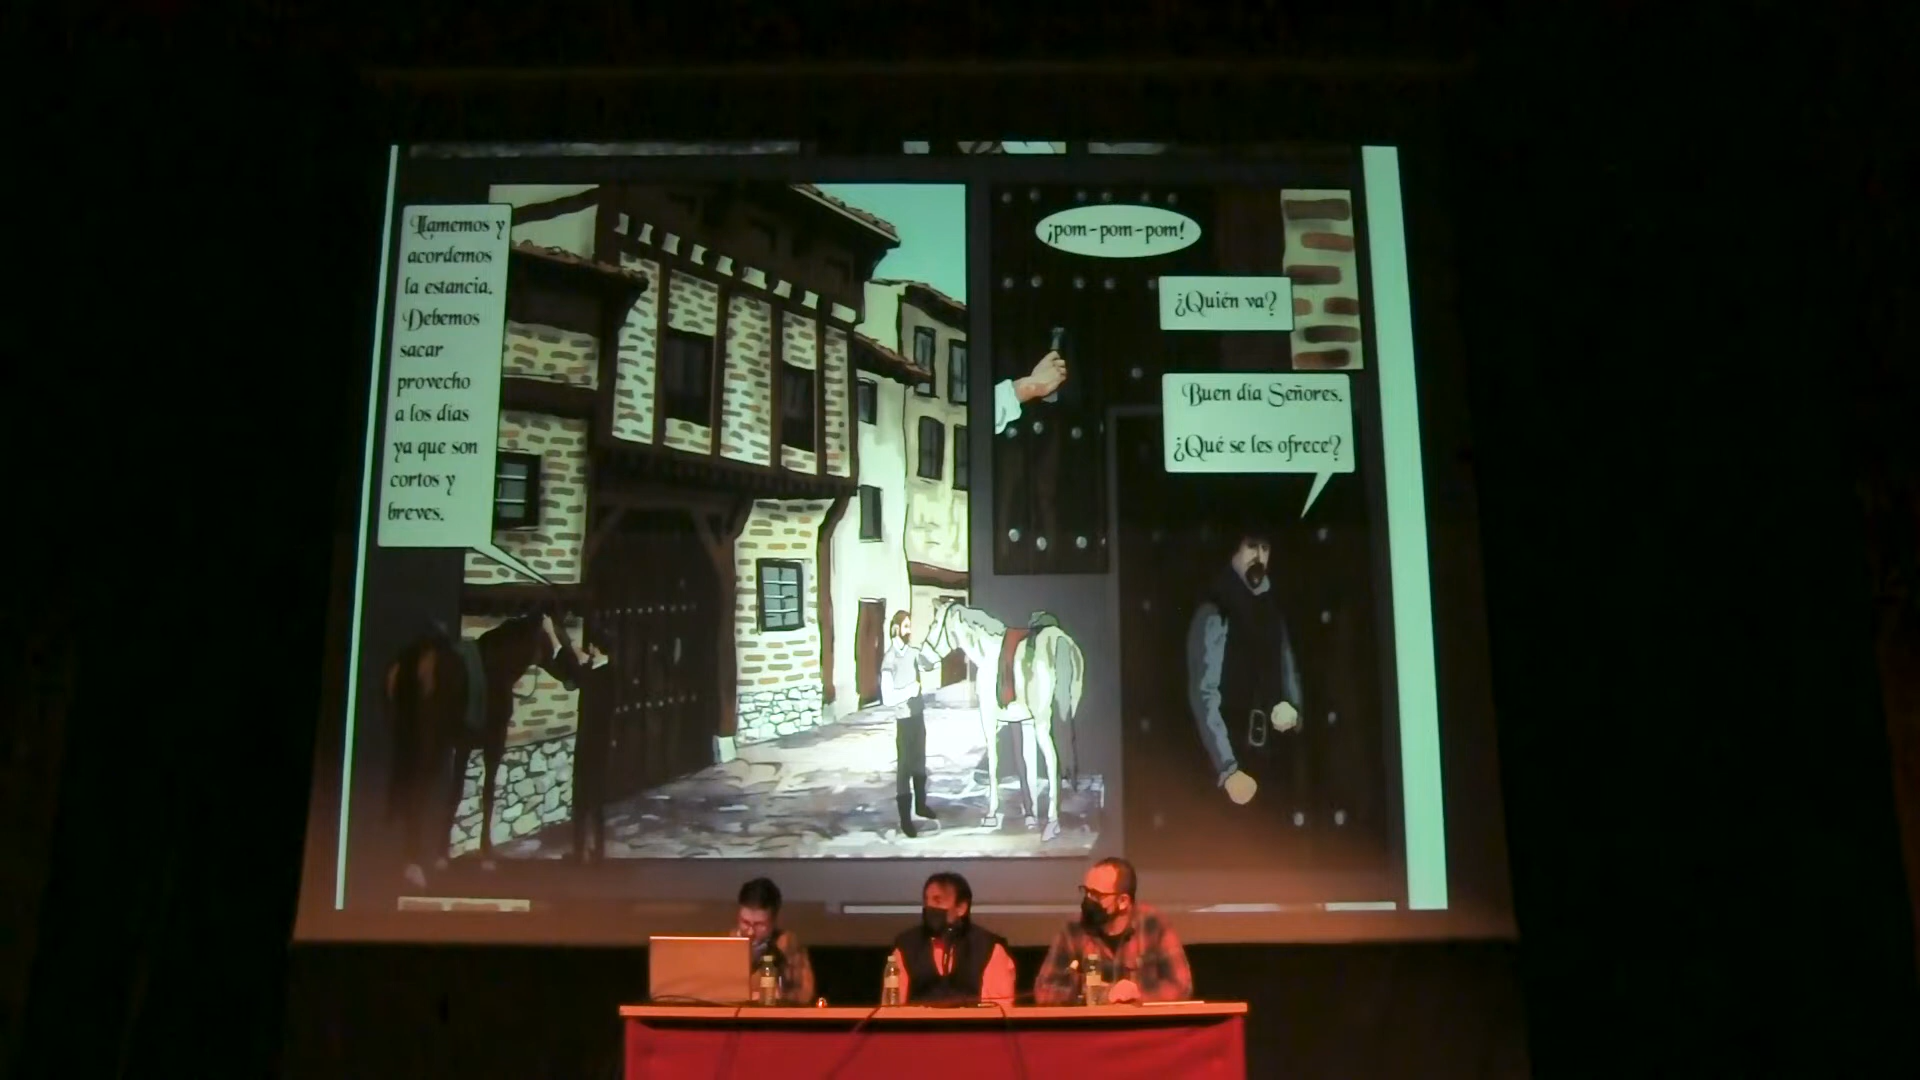 Llamemos y
acordemos
la estancia.
Debemos
sacar
provecho
a los días
ya que son
cortos y
breves.
¡pom-pom-pom!
¿Quién va?
Buen día Señores.
¿Qué se les ofrece?